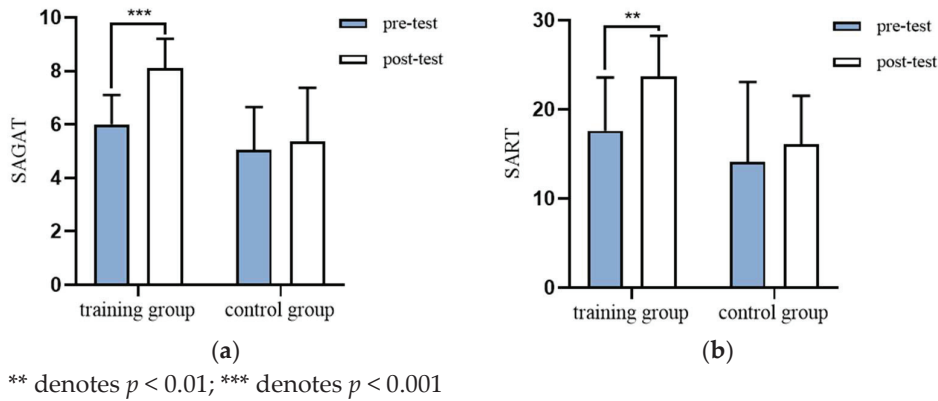 ***
10
8
6
4
2
0
SAGAT
pre-test
post-test
training group control group
(a)
**
30
20
10
0
SART
pre-test
post-test
training group control group
(b)
** denotes p < 0.01; *** denotes p < 0.001